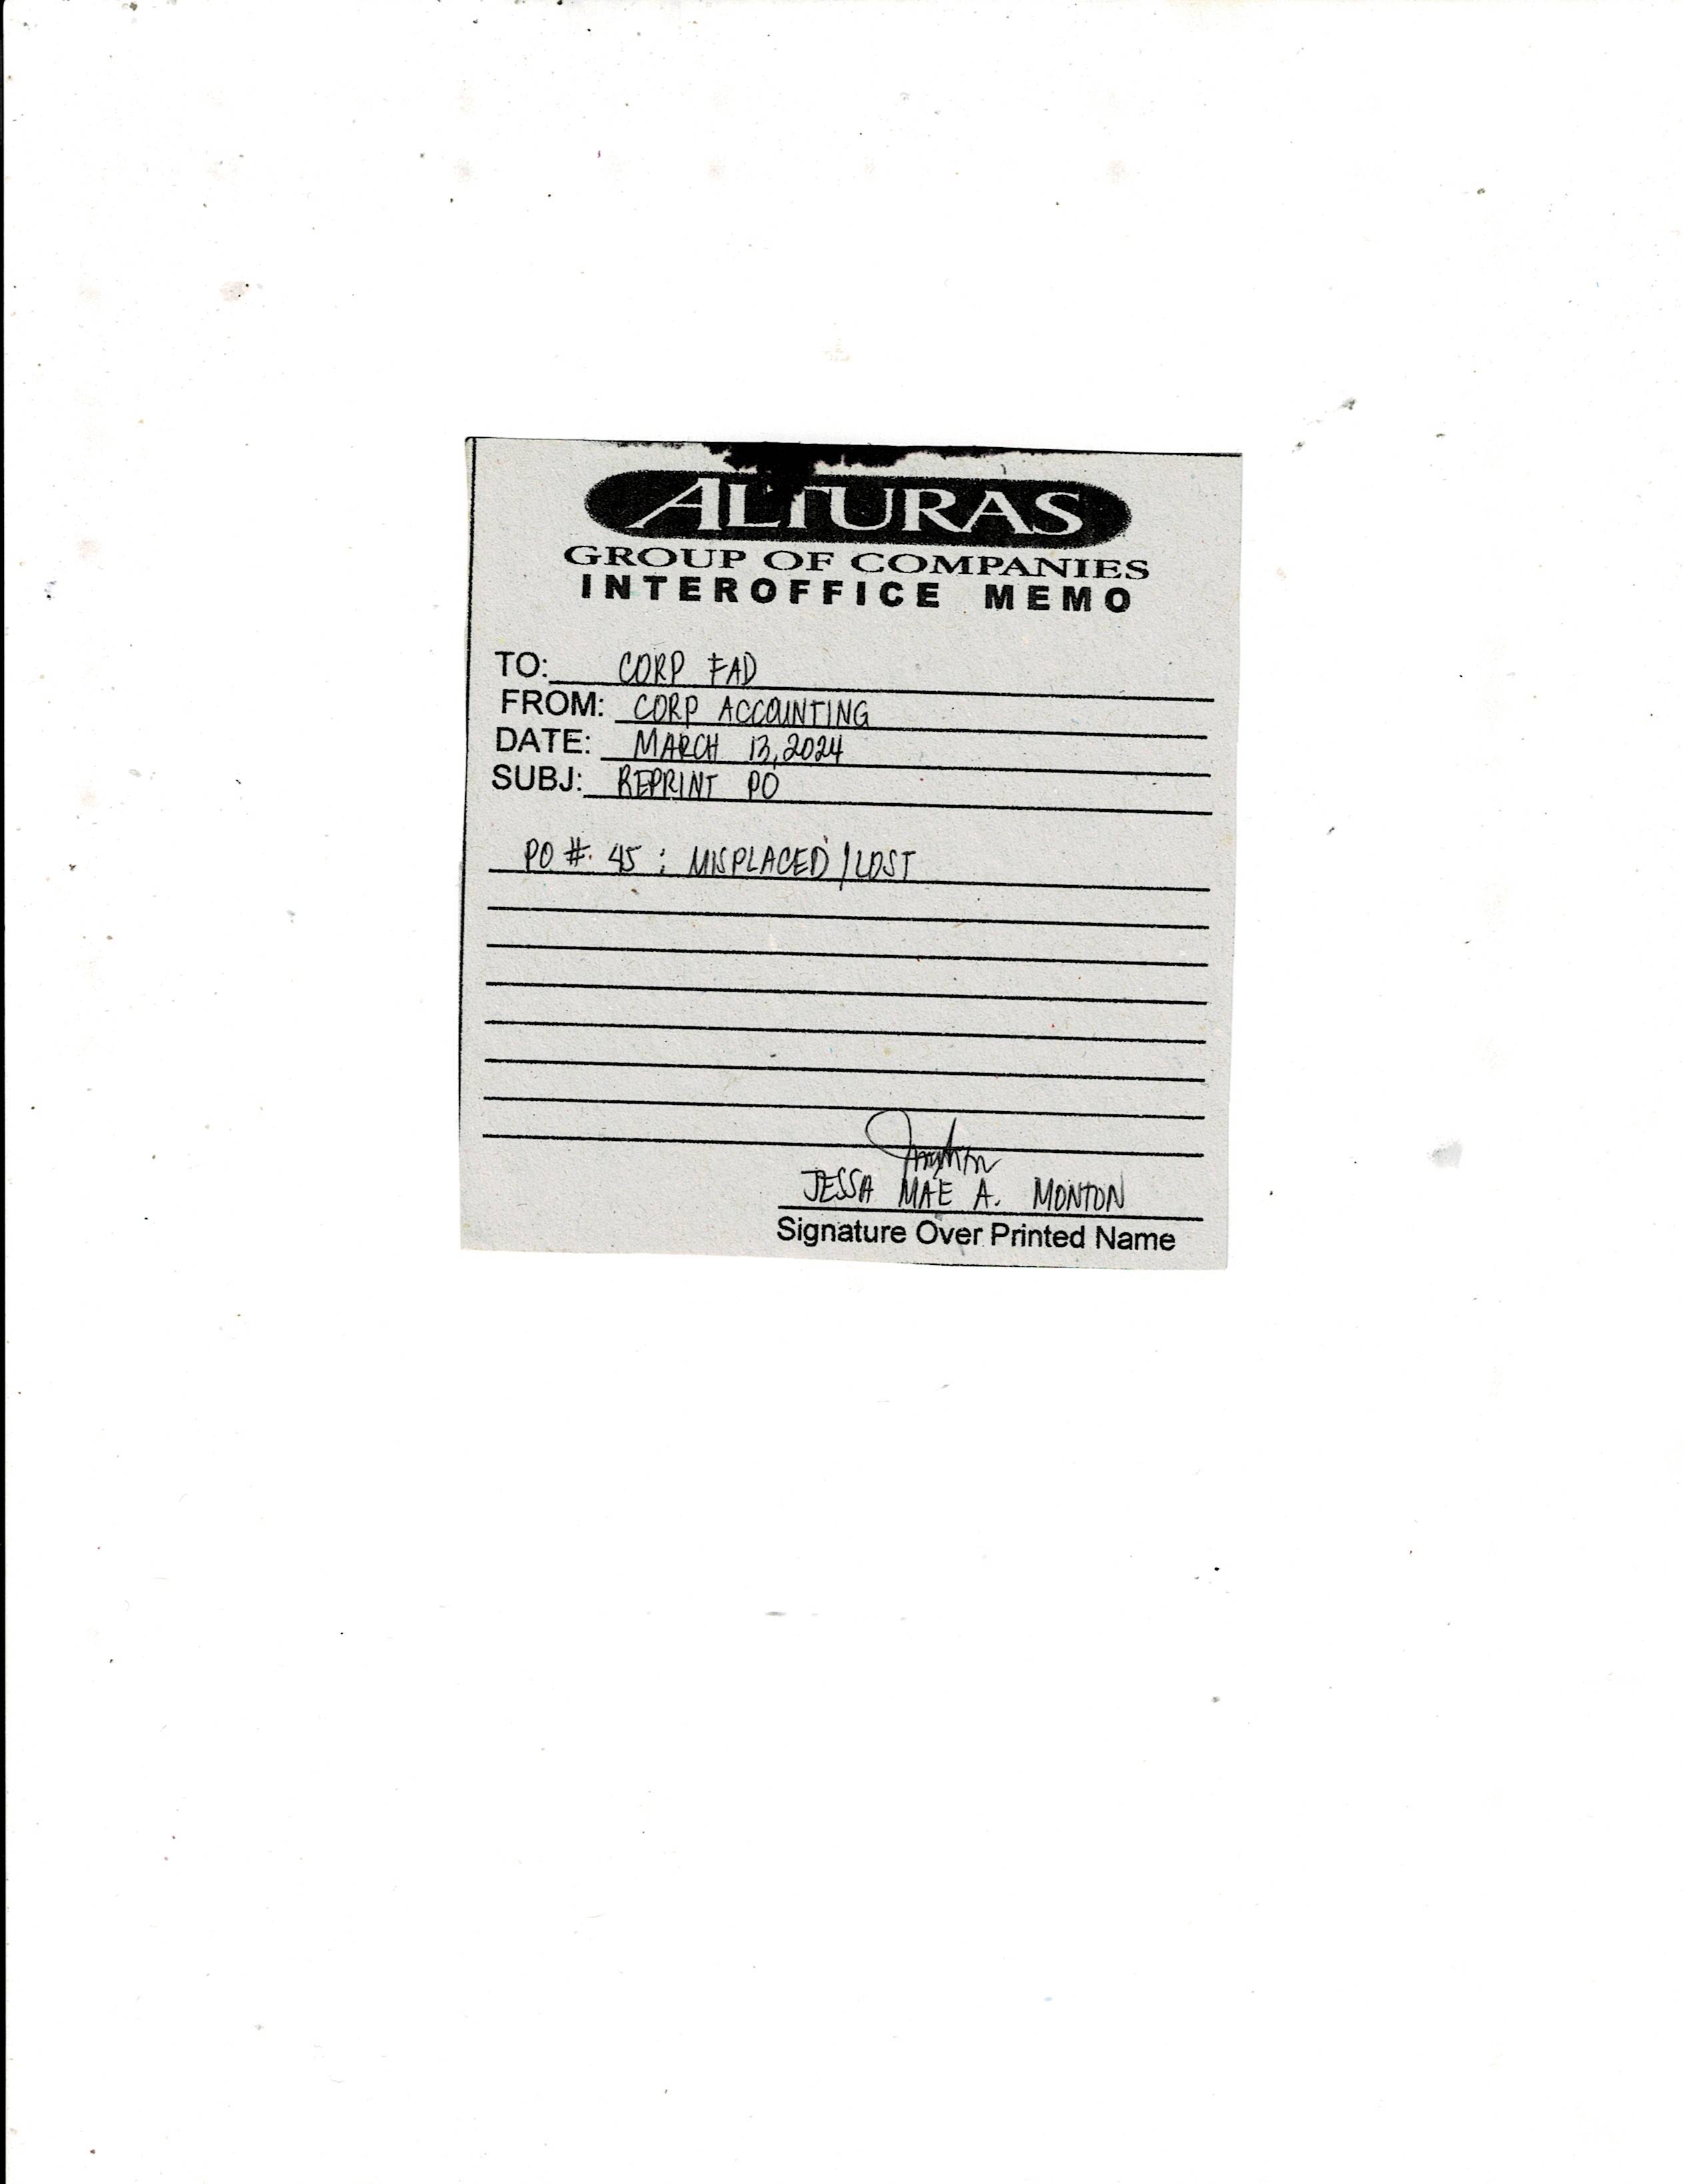 ALTURAS
GROUP OF COMPANIES
INTEROFFICE MEMO
TO: CORP FAD
FROM: CORP ACCOUNTING
DATE: MARCH 13, 2024
SUBJ: REPRINT PO
PO #. 45 : MISPLACED / LOST
JESSA MAE A. MONTON
Signature Over Printed Name